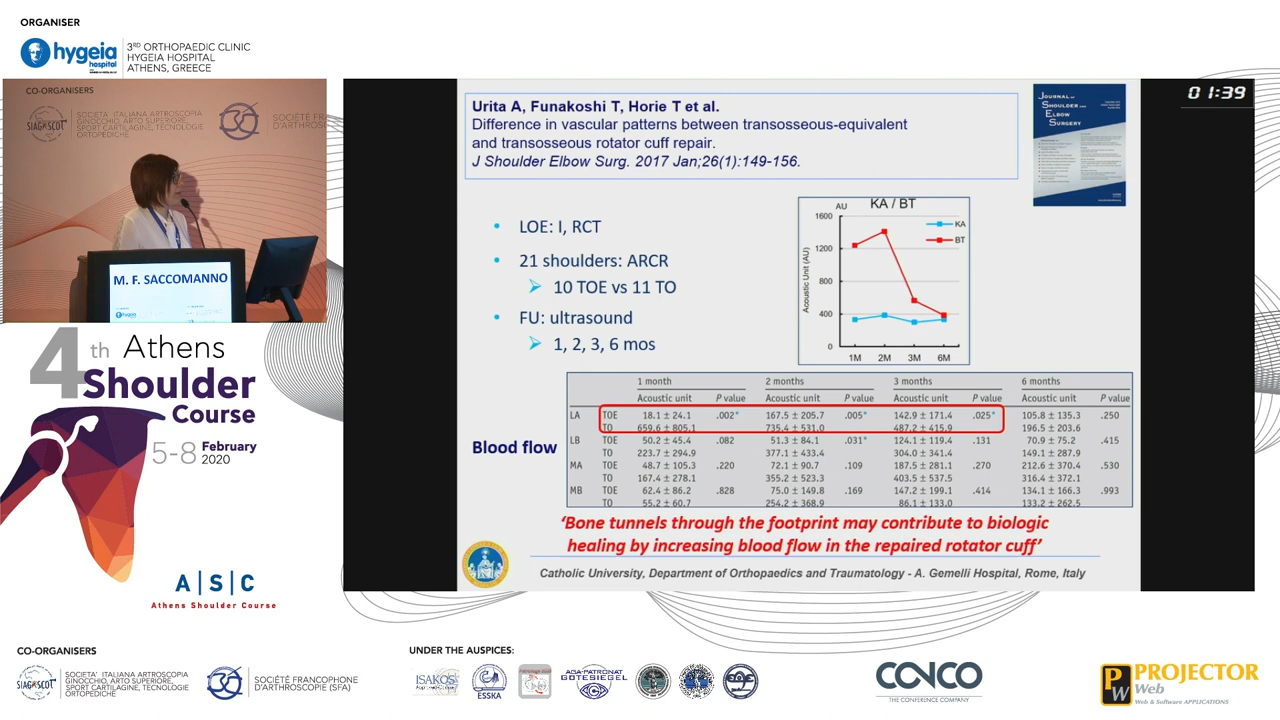 ORGANISER
hygeia
hospital
3RD ORTHOPAEDIC CLINIC
HYGEIA HOSPITAL
ATHENS, GREECE
CO-ORGANISERS
SIAGASCOT
SOCIETÀ ITALIANA ARTROSCOPIA
GINOCCHIO, ARTO SUPERIORE,
SPORT CARTILAGINE, TECNOLOGIE
ORTOPEDICHE
SOCIÉTÉ FR
D'ARTHROS
M. F. SACCOMANNO
hygeia
4th Athens
Shoulder
Course
5-8 February
2020
A|S|C
Athens Shoulder Course
Urita A, Funakoshi T, Horie T et al.
Difference in vascular patterns between transosseous-equivalent
and transosseous rotator cuff repair.
J Shoulder Elbow Surg. 2017 Jan;26(1):149-156.
JOURNAL OF
SHOULDER AND
ELBOW
SURGERY
01:39
• LOE: I, RCT
• 21 shoulders: ARCR
10 TOE vs 11 TO
• FU: ultrasound
1, 2, 3, 6 mos
AU KA / BT
Acoustic Unit (AU)
1600
1200
800
400
0
KA
BT
1M 2M 3M 6M
1 month 2 months 3 months 6 months
Acoustic unit P value Acoustic unit P value Acoustic unit P value Acoustic unit P value
LA TOE 18.1 ± 24.1 .002* 167.5 ± 205.7 .005* 142.9 ± 171.4 .025* 105.8 ± 135.3 .250
TO 659.6 ± 805.1 735.4 ± 531.0 487.2 ± 415.9 196.5 ± 203.6
LB TOE 50.2 ± 45.4 .082 51.3 ± 84.1 .031* 124.1 ± 119.4 .131 70.9 ± 75.2 .415
TO 223.7 ± 294.9 377.1 ± 433.4 304.0 ± 341.4 149.1 ± 287.9
MA TOE 48.7 ± 105.3 .220 72.1 ± 90.7 .109 187.5 ± 281.1 .270 212.6 ± 370.4 .530
TO 167.4 ± 278.1 355.2 ± 523.3 403.5 ± 537.5 316.4 ± 372.1
MB TOE 62.4 ± 86.2 .828 75.0 ± 149.8 .169 147.2 ± 199.1 .414 134.1 ± 166.3 .993
TO 55.2 ± 60.7 254.2 ± 368.9 86.1 ± 133.0 133.2 ± 262.5
Blood flow
'Bone tunnels through the footprint may contribute to biologic
healing by increasing blood flow in the repaired rotator cuff'
Catholic University, Department of Orthopaedics and Traumatology - A. Gemelli Hospital, Rome, Italy
CO-ORGANISERS
SIAGASCOT
SOCIETA' ITALIANA ARTROSCOPIA
GINOCCHIO, ARTO SUPERIORE,
SPORT CARTILAGINE, TECNOLOGIE
ORTOPEDICHE
SOCIÉTÉ FRANCOPHONE
D'ARTHROSCOPIE (SFA)
UNDER THE AUSPICES:
ISAKOS
ESSKA
AGA-PATRONAT
GÜTESIEGEL
CONCO
THE CONFERENCE COMPANY
PW
PROJECTOR
Web
Web & Software APPLICATIONS